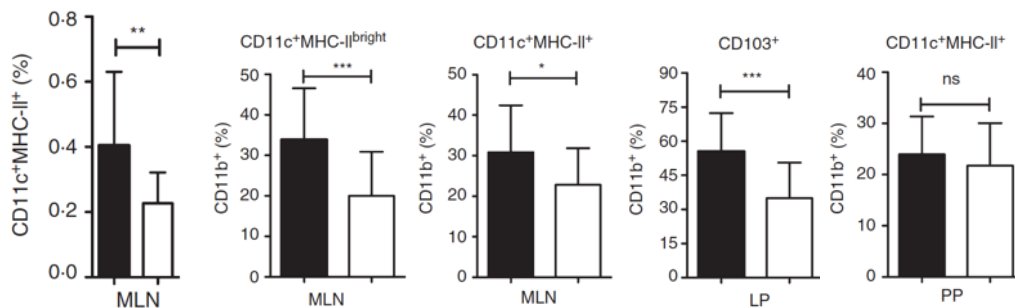 CD11c⁺MHC-II⁺ (%)
0·8
0·6
0·4
0·2
0·0
**
MLN
CD11c⁺MHC-IIᵇʳⁱᵍʰᵗ
CD11b⁺ (%)
50
40
30
20
10
0
***
MLN
CD11c⁺MHC-II⁺
CD11b⁺ (%)
50
40
30
20
10
0
*
MLN
CD103⁺
CD11b⁺ (%)
90
75
60
45
30
15
0
***
LP
CD11c⁺MHC-II⁺
CD11b⁺ (%)
40
30
20
10
0
ns
PP